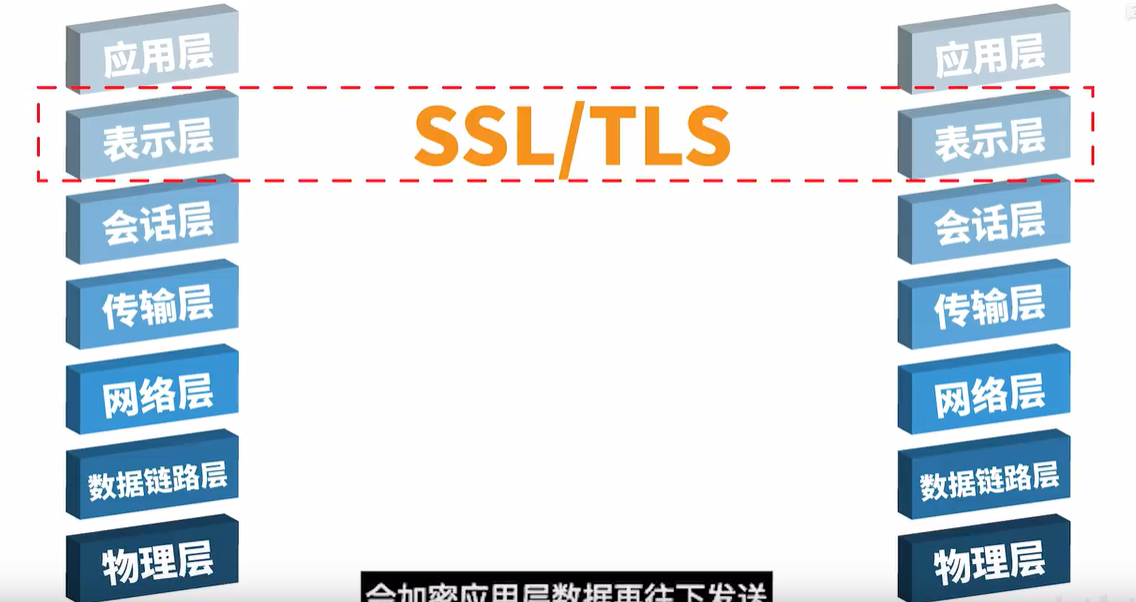 应用层
应用层
表示层
SSL/TLS
表示层
会话层
会话层
传输层
传输层
网络层
网络层
数据链路层
数据链路层
物理层
物理层
会加密应用层数据再往下发送